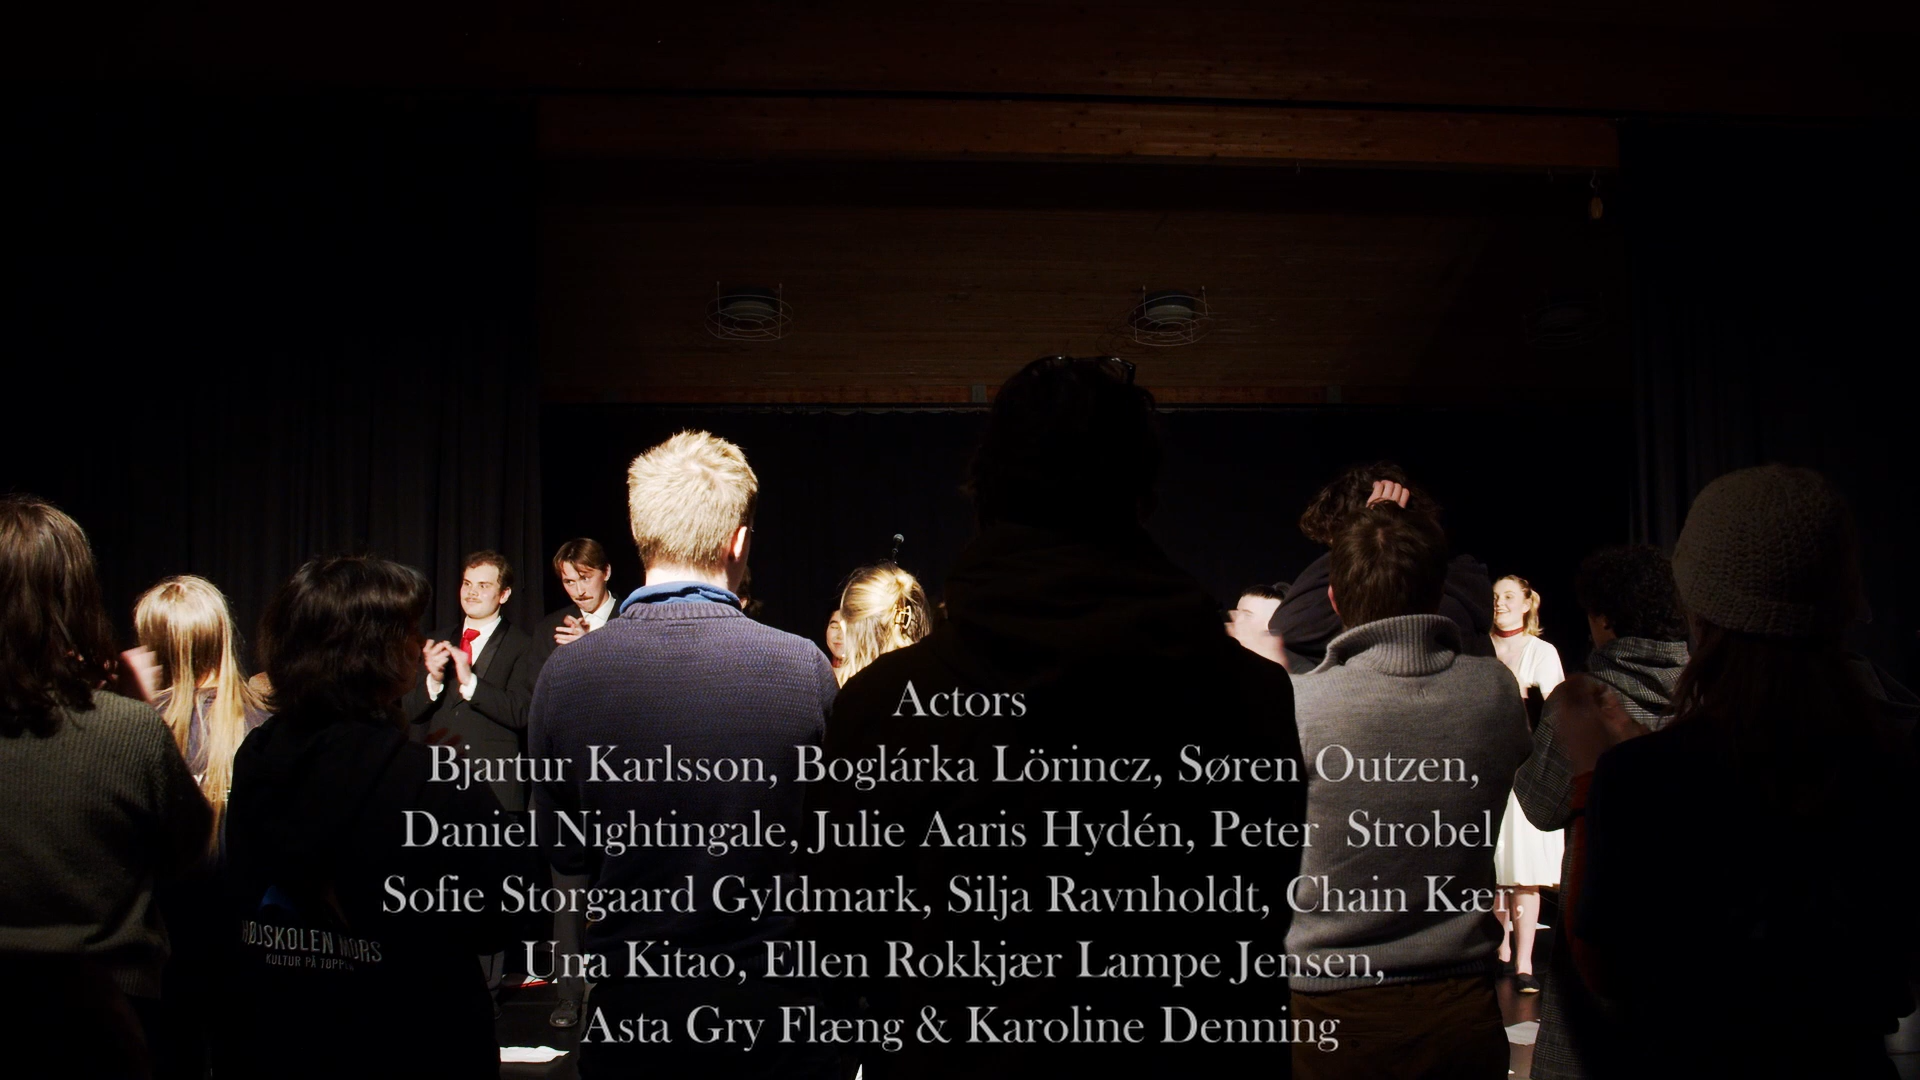 Actors
Bjartur Karlsson, Boglárka Lörincz, Søren Outzen,
Daniel Nightingale, Julie Aaris Hydén, Peter  Strobel,
Sofie Storgaard Gyldmark, Silja Ravnholdt, Chain Kær,
Una Kitao, Ellen Rokkjær Lampe Jensen,
Asta Gry Flæng & Karoline Denning
HØJSKOLEN MORS
KULTUR PÅ TOPPEN